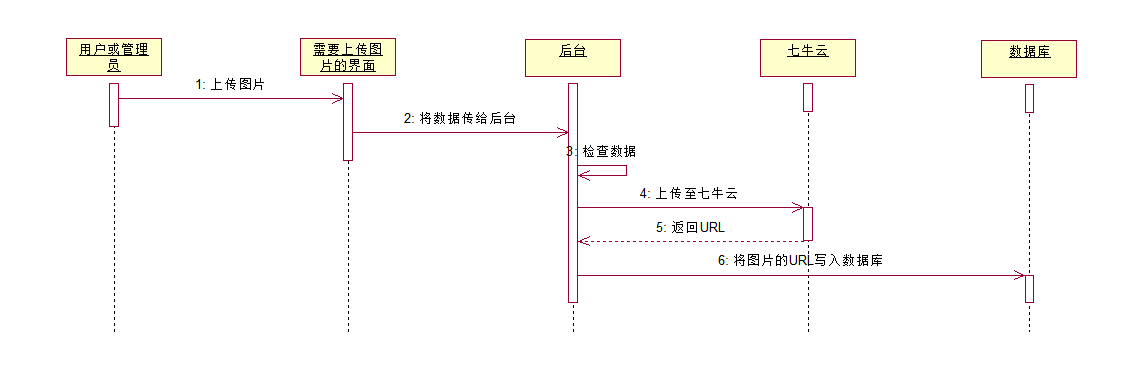 用户或管理
员
需要上传图
片的界面
后台
七牛云
数据库
1: 上传图片
2: 将数据传给后台
3: 检查数据
4: 上传至七牛云
5: 返回URL
6: 将图片的URL写入数据库